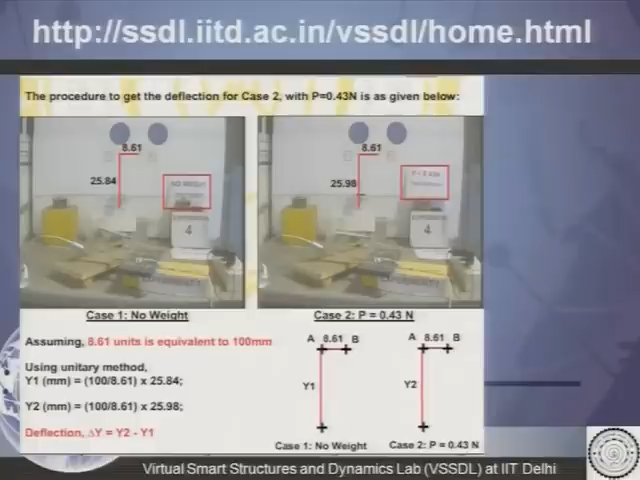 http://ssdl.iitd.ac.in/vssdl/home.html
The procedure to get the deflection for Case 2, with P=0.43N is as given below:
8.61
25.84
NO WEIGHT
4
8.61
25.98
4
Case 1: No Weight
Case 2: P = 0.43 N
Assuming, 8.61 units is equivalent to 100mm
Using unitary method,
Y1 (mm) = (100/8.61) x 25.84;
Y2 (mm) = (100/8.61) x 25.98;
Deflection, ΔY = Y2 - Y1
A 8.61 B
Y1
Case 1: No Weight
A 8.61 B
Y2
Case 2: P = 0.43 N
Virtual Smart Structures and Dynamics Lab (VSSDL) at IIT Delhi